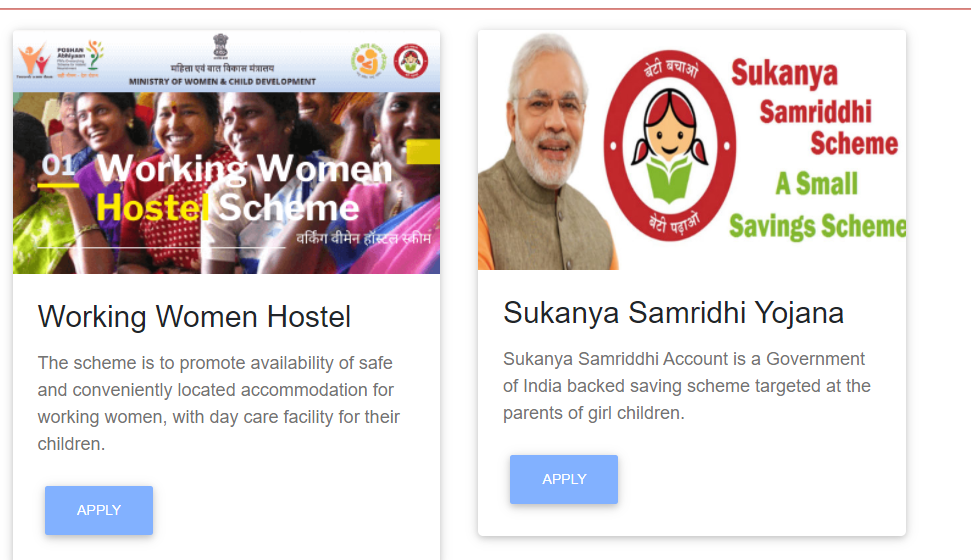 POSHAN
Abhiyaan
महिला एवं बाल विकास मंत्रालय
MINISTRY OF WOMEN & CHILD DEVELOPMENT
01 Working Women
Hostel Scheme
वर्किंग वीमेन हॉस्टल स्कीम
Working Women Hostel
The scheme is to promote availability of safe
and conveniently located accommodation for
working women, with day care facility for their
children.
APPLY
बेटी बचाओ
बेटी पढ़ाओ
Sukanya
Samriddhi
Scheme
A Small
Savings Scheme
Sukanya Samridhi Yojana
Sukanya Samriddhi Account is a Government
of India backed saving scheme targeted at the
parents of girl children.
APPLY